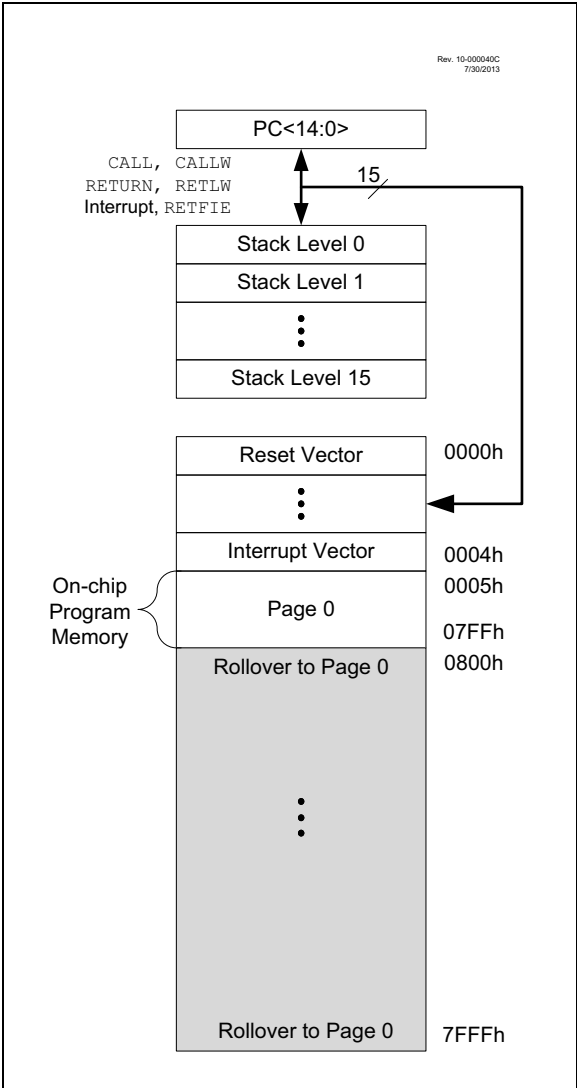 Rev. 10-000040C
7/30/2013
PC<14:0>
CALL, CALLW
RETURN, RETLW
Interrupt, RETFIE
15
Stack Level 0
Stack Level 1
Stack Level 15
Reset Vector
0000h
Interrupt Vector
0004h
On-chip
Program
Memory
Page 0
0005h
07FFh
Rollover to Page 0
0800h
Rollover to Page 0
7FFFh